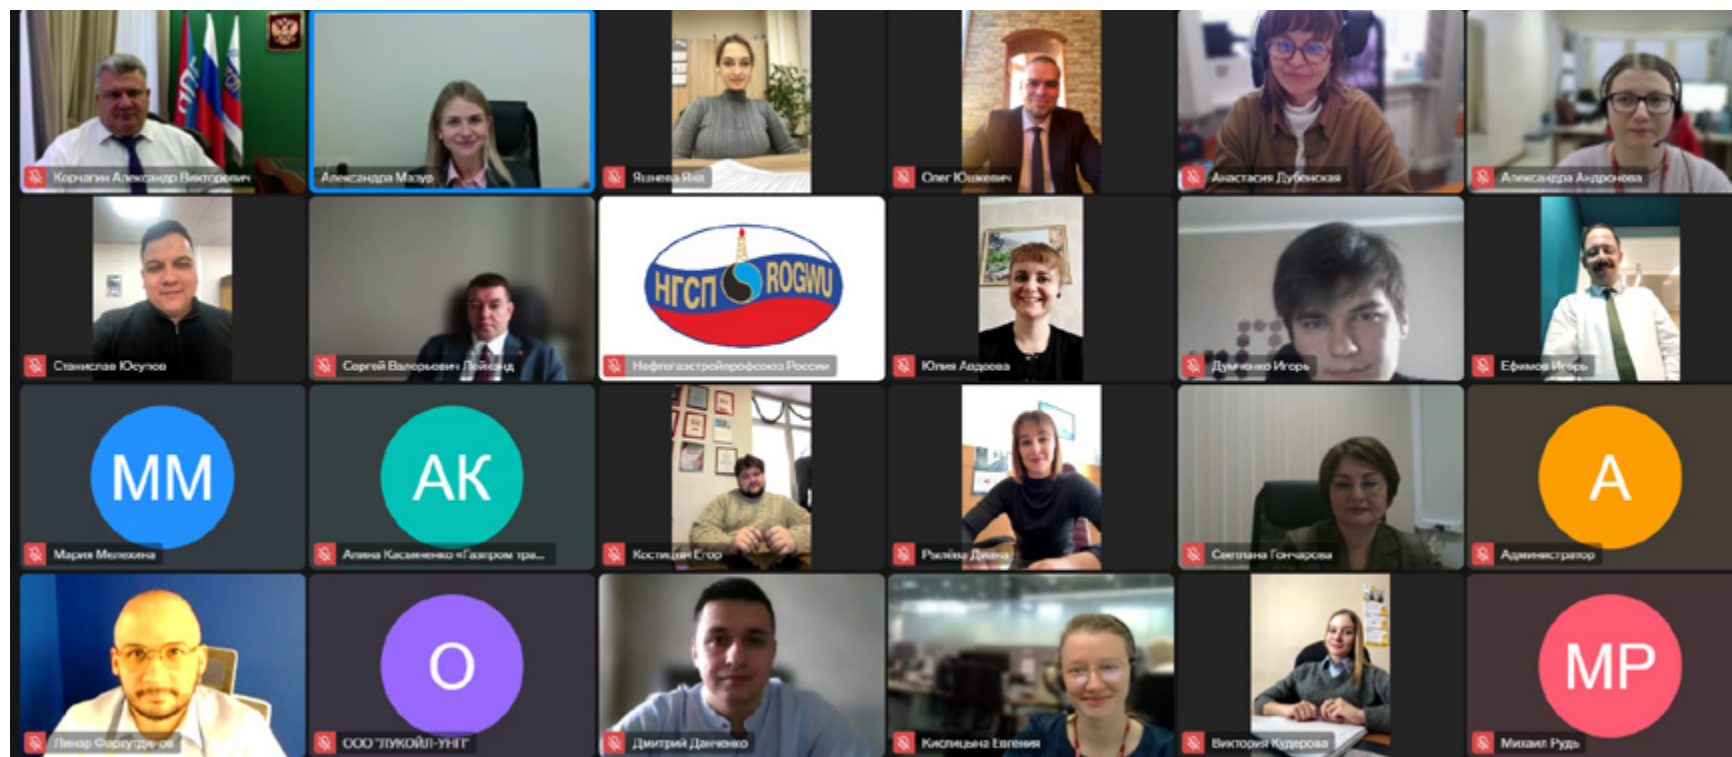 Корчагин Александр Викторович
Александра Мазур
Яшнева Яна
Олег Юшкевич
Анастасия Дубенская
Александра Андронова
Станислав Юсупов
Сергей Валерьевич Лейканд
НГСП ROGWU
Нефтегазстройпрофсоюз России
Юлия Авдеева
Думченко Игорь
Ефимов Игорь
ММ
Мария Мелехина
АК
Алина Касьяненко «Газпром тра...
Костицын Егор
Рылёва Диана
Светлана Гончарова
А
Администратор
Линар Фархутдинов
О
ООО "ЛУКОЙЛ-УНГГ"
Дмитрий Данченко
Кислицына Евгения
Виктория Кудерова
МР
Михаил Рудь